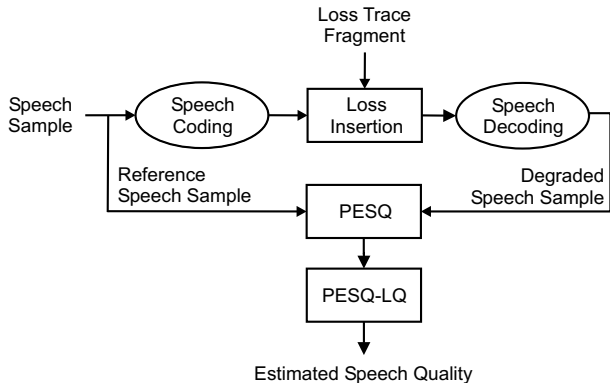 Loss Trace
Fragment
Speech
Sample
Speech
Coding
Loss
Insertion
Speech
Decoding
Reference
Speech Sample
Degraded
Speech Sample
PESQ
PESQ-LQ
Estimated Speech Quality